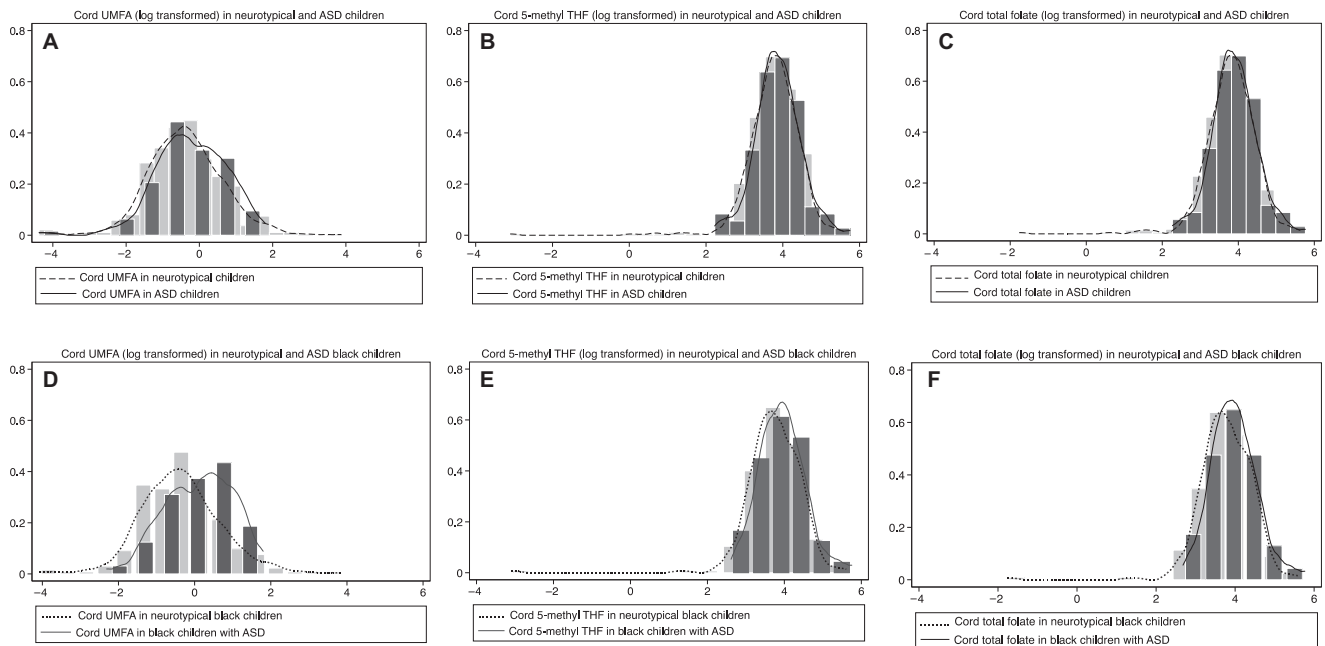 Cord UMFA (log transformed) in neurotypical and ASD children
A
0.8
0.6
0.4
0.2
0
−4 −2 0 2 4 6
Cord UMFA in neurotypical children
Cord UMFA in ASD children
Cord 5-methyl THF (log transformed) in neurotypical and ASD children
B
0.8
0.6
0.4
0.2
0
−4 −2 0 2 4 6
Cord 5-methyl THF in neurotypical children
Cord 5-methyl THF in ASD children
Cord total folate (log transformed) in neurotypical and ASD children
C
0.8
0.6
0.4
0.2
0
−4 −2 0 2 4 6
Cord total folate in neurotypical children
Cord total folate in ASD children
Cord UMFA (log transformed) in neurotypical and ASD black children
D
0.8
0.6
0.4
0.2
0
−4 −2 0 2 4 6
Cord UMFA in neurotypical black children
Cord UMFA in black children with ASD
Cord 5-methyl THF (log transformed) in neurotypical and ASD black children
E
0.8
0.6
0.4
0.2
0
−4 −2 0 2 4 6
Cord 5-methyl THF in neurotypical black children
Cord 5-methyl THF in black children with ASD
Cord total folate (log transformed) in neurotypical and ASD black children
F
0.8
0.6
0.4
0.2
0
−4 −2 0 2 4 6
Cord total folate in neurotypical black children
Cord total folate in black children with ASD